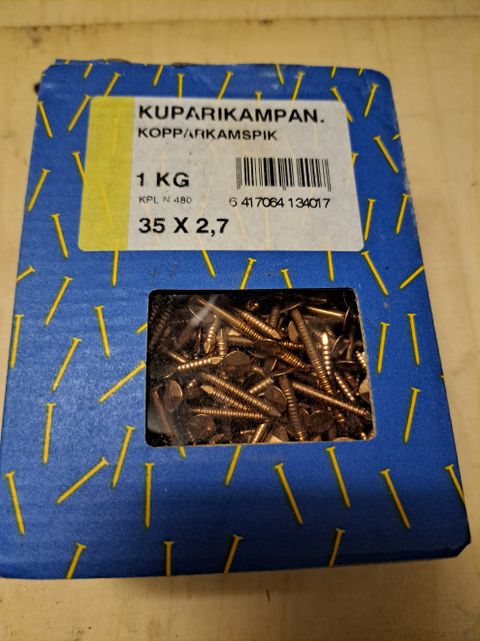 KUPARIKAMPAN.
KOPPARKAMSPIK
1 KG
KPL N 480
6 417064 134017
35 X 2,7